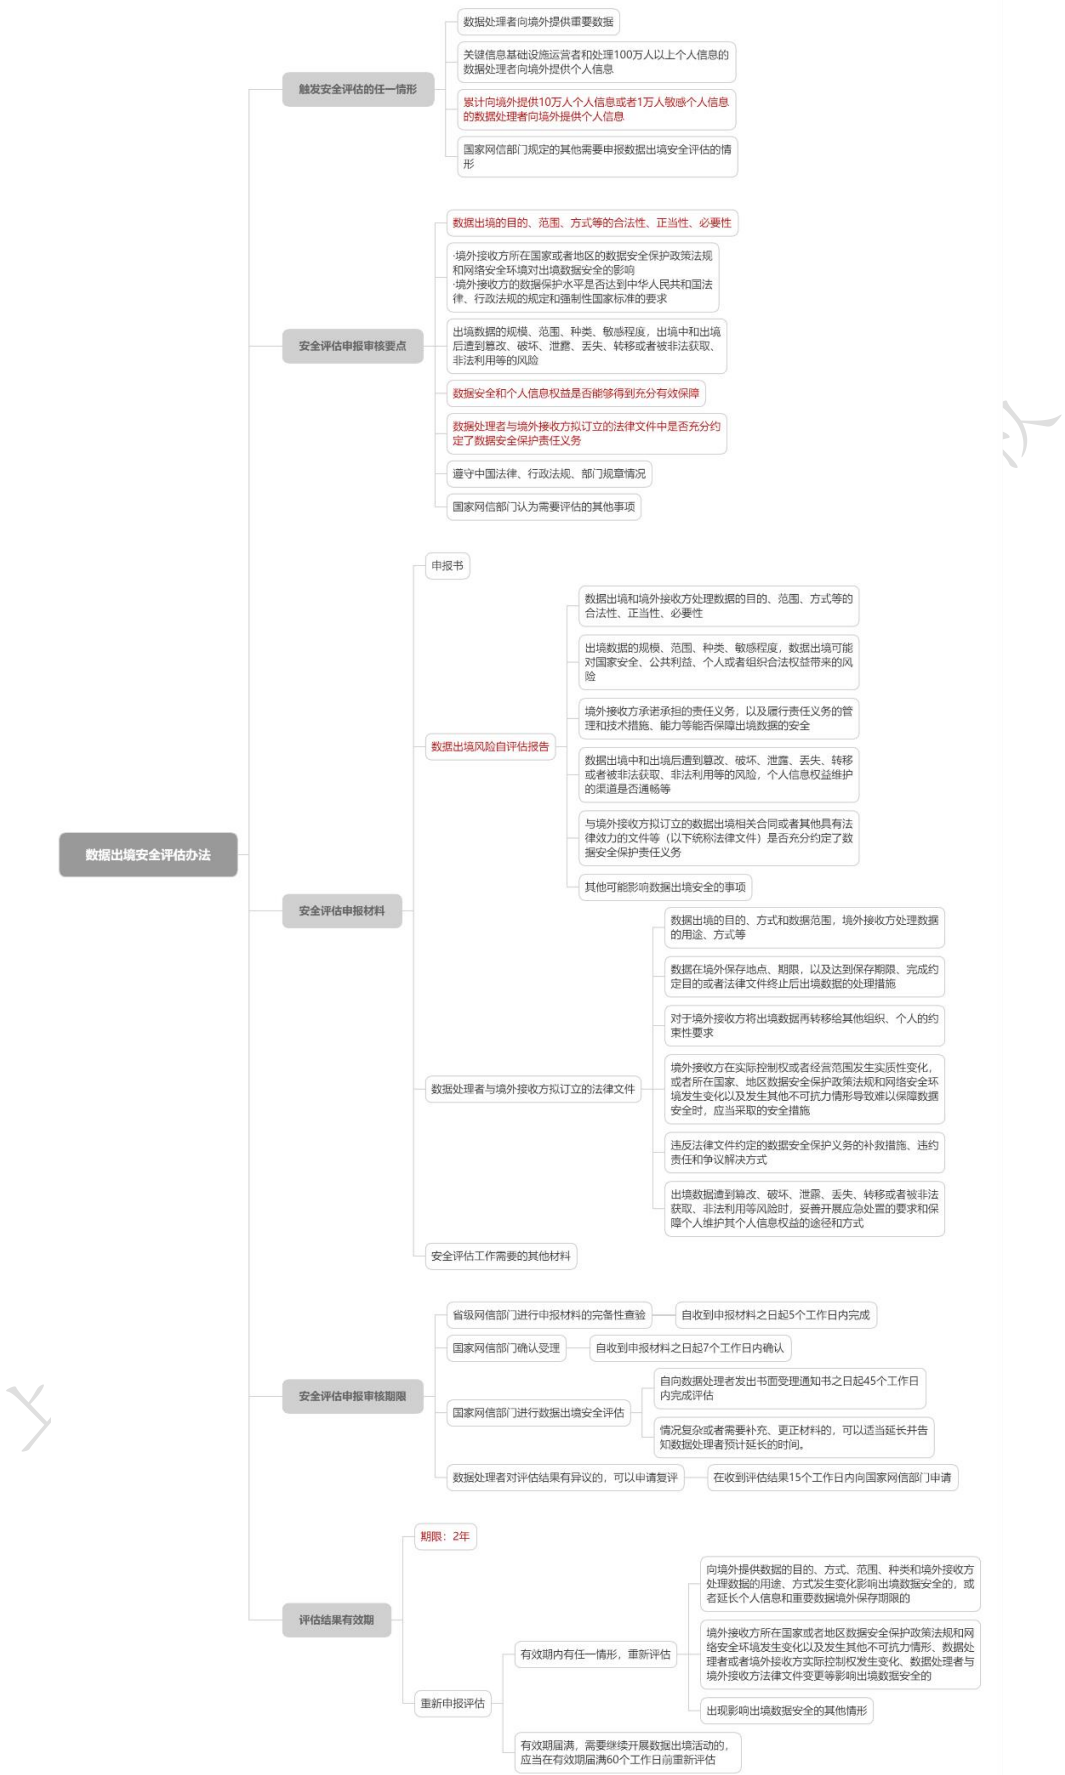 数据处理者向境外提供重要数据
关键信息基础设施运营者和处理100万人以上个人信息的
数据处理者向境外提供个人信息
触发安全评估的任一情形
累计向境外提供10万人个人信息或者1万人敏感个人信息
的数据处理者向境外提供个人信息
国家网信部门规定的其他需要申报数据出境安全评估的情
形
数据出境的目的、范围、方式等的合法性、正当性、必要性
·境外接收方所在国家或者地区的数据安全保护政策法规
和网络安全环境对出境数据安全的影响
·境外接收方的数据保护水平是否达到中华人民共和国法
律、行政法规的规定和强制性国家标准的要求
安全评估申报审核要点
出境数据的规模、范围、种类、敏感程度，出境中和出境
后遭到篡改、破坏、泄露、丢失、转移或者被非法获取、
非法利用等的风险
数据安全和个人信息权益是否能够得到充分有效保障
数据处理者与境外接收方拟订立的法律文件中是否充分约
定了数据安全保护责任义务
遵守中国法律、行政法规、部门规章情况
国家网信部门认为需要评估的其他事项
申报书
数据出境和境外接收方处理数据的目的、范围、方式等的
合法性、正当性、必要性
出境数据的规模、范围、种类、敏感程度，数据出境可能
对国家安全、公共利益、个人或者组织合法权益带来的风
险
境外接收方承诺承担的责任义务，以及履行责任义务的管
理和技术措施、能力等能否保障出境数据的安全
数据出境风险自评估报告
数据出境中和出境后遭到篡改、破坏、泄露、丢失、转移
或者被非法获取、非法利用等的风险，个人信息权益维护
的渠道是否通畅等
与境外接收方拟订立的数据出境相关合同或者其他具有法
律效力的文件等（以下统称法律文件）是否充分约定了数
据安全保护责任义务
其他可能影响数据出境安全的事项
数据出境安全评估办法
安全评估申报材料
数据出境的目的、方式和数据范围，境外接收方处理数据
的用途、方式等
数据在境外保存地点、期限，以及达到保存期限、完成约
定目的或者法律文件终止后出境数据的处理措施
对于境外接收方将出境数据再转移给其他组织、个人的约
束性要求
数据处理者与境外接收方拟订立的法律文件
境外接收方在实际控制权或者经营范围发生实质性变化，
或者所在国家、地区数据安全保护政策法规和网络安全环
境发生变化以及发生其他不可抗力情形导致难以保障数据
安全时，应当采取的安全措施
违反法律文件约定的数据安全保护义务的补救措施、违约
责任和争议解决方式
出境数据遭到篡改、破坏、泄露、丢失、转移或者被非法
获取、非法利用等风险时，妥善开展应急处置的要求和保
障个人维护其个人信息权益的途径和方式
安全评估工作需要的其他材料
省级网信部门进行申报材料的完备性查验
自收到申报材料之日起5个工作日内完成
国家网信部门确认受理
自收到申报材料之日起7个工作日内确认
安全评估申报审核期限
国家网信部门进行数据出境安全评估
自向数据处理者发出书面受理通知书之日起45个工作日
内完成评估
情况复杂或者需要补充、更正材料的，可以适当延长并告
知数据处理者预计延长的时间。
数据处理者对评估结果有异议的，可以申请复评
在收到评估结果15个工作日内向国家网信部门申请
期限：2年
评估结果有效期
重新申报评估
有效期内有任一情形，重新评估
向境外提供数据的目的、方式、范围、种类和境外接收方
处理数据的用途、方式发生变化影响出境数据安全的，或
者延长个人信息和重要数据境外保存期限的
境外接收方所在国家或者地区数据安全保护政策法规和网
络安全环境发生变化以及发生其他不可抗力情形、数据处
理者或者境外接收方实际控制权发生变化、数据处理者与
境外接收方法律文件变更等影响出境数据安全的
出现影响出境数据安全的其他情形
有效期届满，需要继续开展数据出境活动的，
应当在有效期届满60个工作日前重新评估